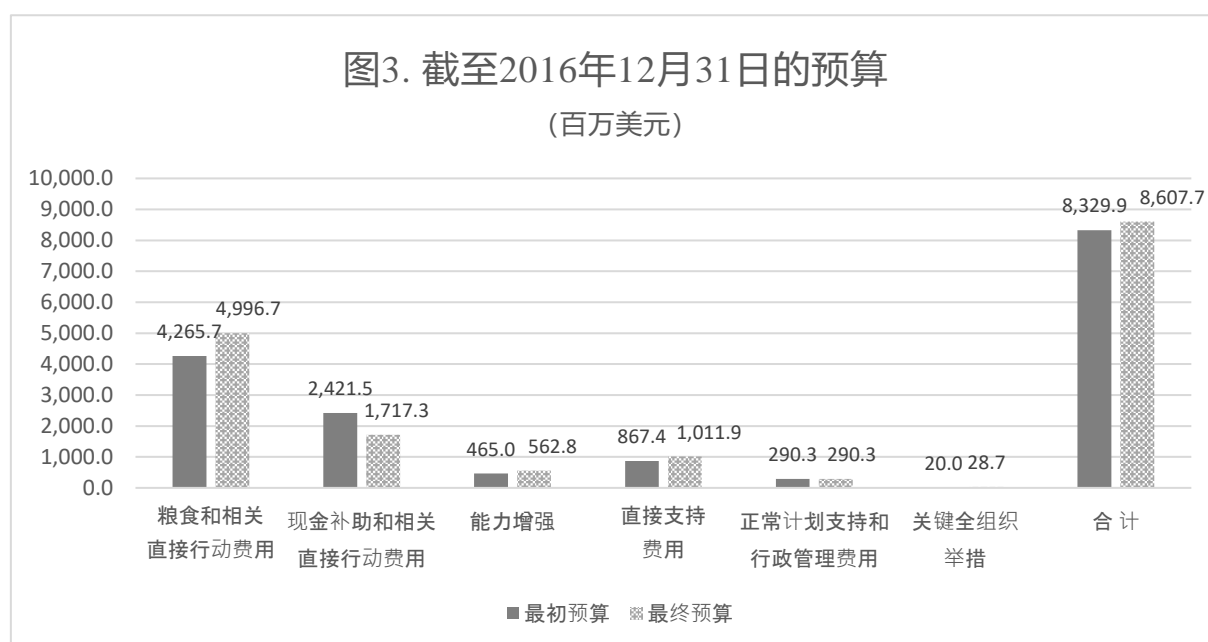 图3. 截至2016年12月31日的预算
(百万美元)
10,000.0
9,000.0
8,000.0
7,000.0
6,000.0
5,000.0
4,000.0
3,000.0
2,000.0
1,000.0
0.0
4,265.7 4,996.7
2,421.5 1,717.3
465.0 562.8
867.4 1,011.9
290.3 290.3
20.0 28.7
8,329.9 8,607.7
粮食和相关
直接行动费用
现金补助和相关
直接行动费用
能力增强
直接支持
费用
正常计划支持和
行政管理费用
关键全组织
举措
合 计
最初预算 最终预算